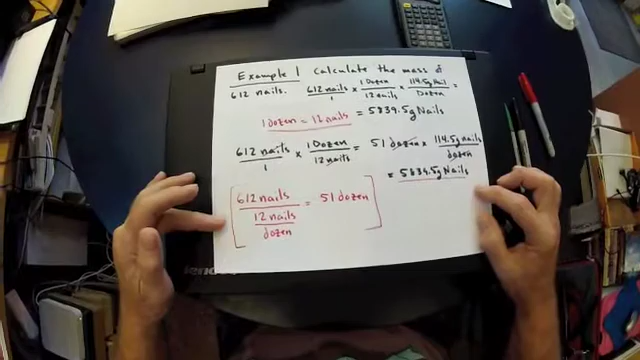 Example 1 Calculate the mass of
612 nails. 612 nails / 1 x 1 Dozen / 12 nails x 114.5g Nail / Dozen =
1 Dozen = 12 nails = 5839.5g Nails
612 nails / 1 x 1 Dozen / 12 nails = 51 dozen x 114.5g nails / dozen
= 5839.5g Nails
612 nails / 12 nails / dozen = 51 dozen